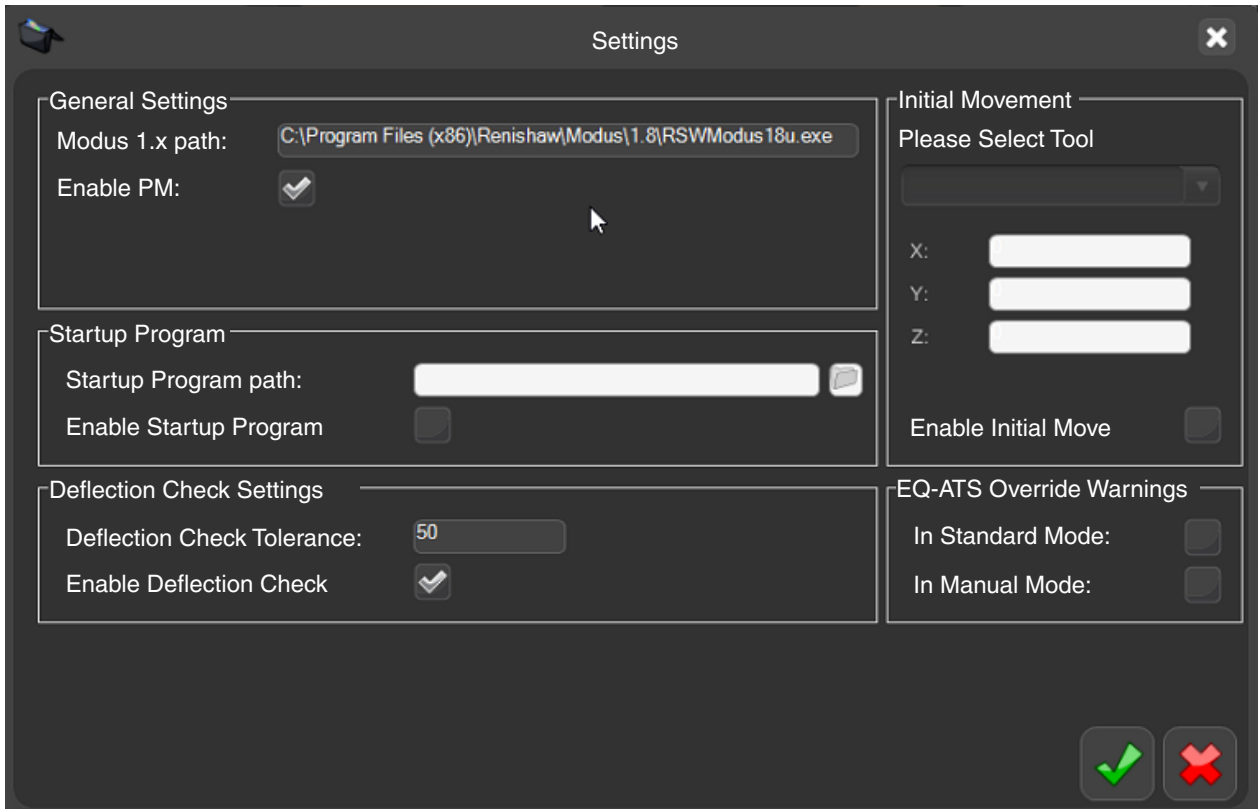 Settings
General Settings
Modus 1.x path:
C:\Program Files (x86)\Renishaw\Modus\1.8\RSWModus18u.exe
Enable PM:
Startup Program
Startup Program path:
Enable Startup Program
Deflection Check Settings
Deflection Check Tolerance:
50
Enable Deflection Check
Initial Movement
Please Select Tool
X:
Y:
Z:
Enable Initial Move
EQ-ATS Override Warnings
In Standard Mode:
In Manual Mode: